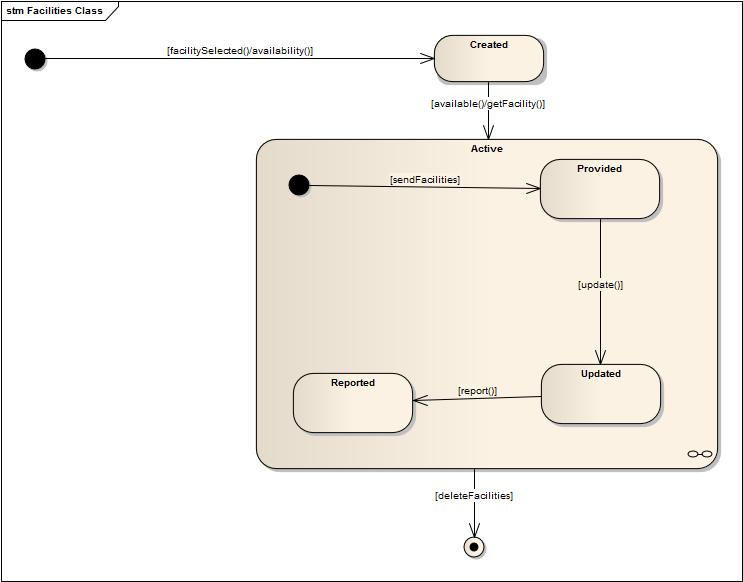 stm Facilities Class
[facilitySelected()/availability()]
Created
[available()/getFacility()]
Active
[sendFacilities]
Provided
[update()]
Updated
[report()]
Reported
[deleteFacilities]